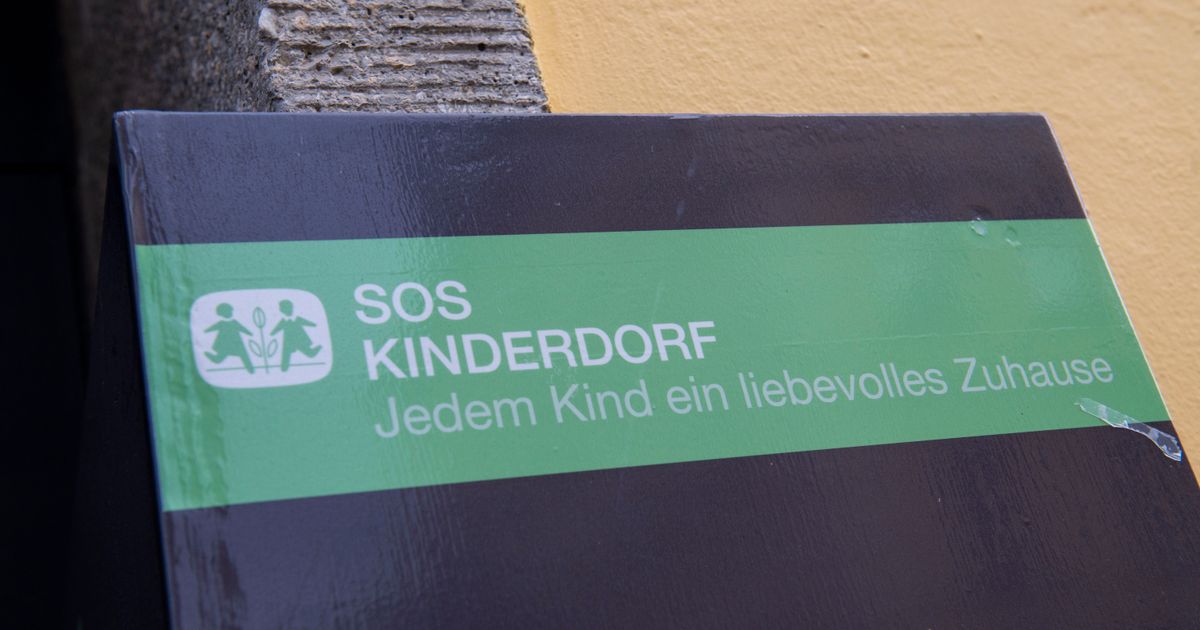 SOS
KINDERDORF
Jedem Kind ein liebevolles Zuhause